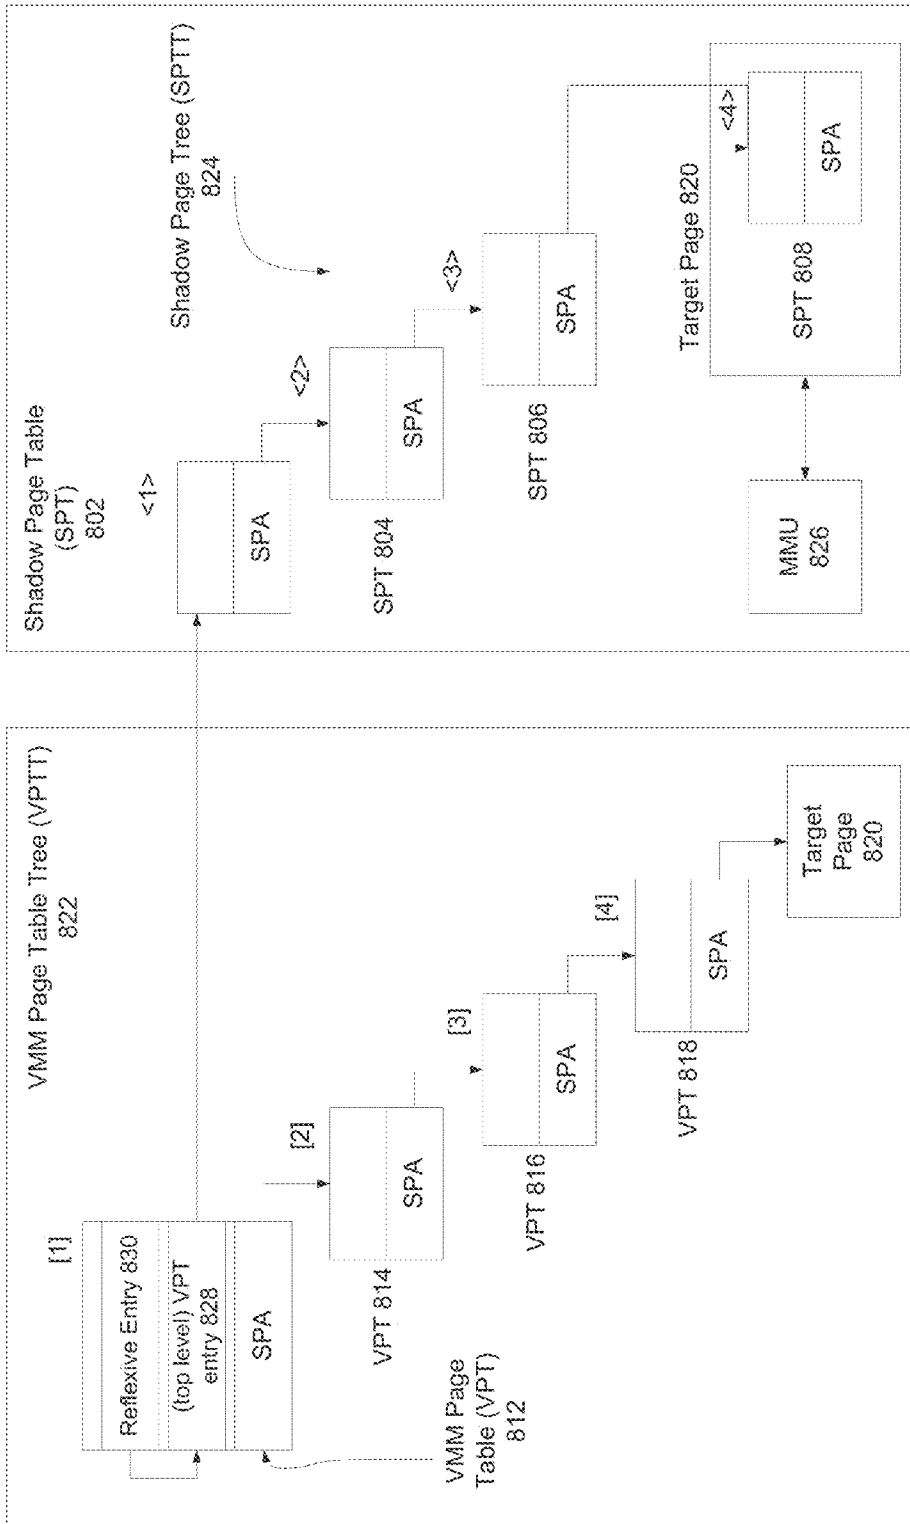 VMM Page Table Tree (VPTT)
822
[1]
Reflexive Entry 830
(top level) VPT
entry 828
SPA
VMM Page
Table (VPT)
812
[2]
SPA
VPT 814
[3]
SPA
VPT 816
[4]
SPA
VPT 818
Target
Page
820
Shadow Page Table
(SPT)
802
<1>
SPA
Shadow Page Tree (SPTT)
824
<2>
SPA
SPT 804
<3>
SPA
SPT 806
Target Page 820
<4>
SPA
SPT 808
MMU
826